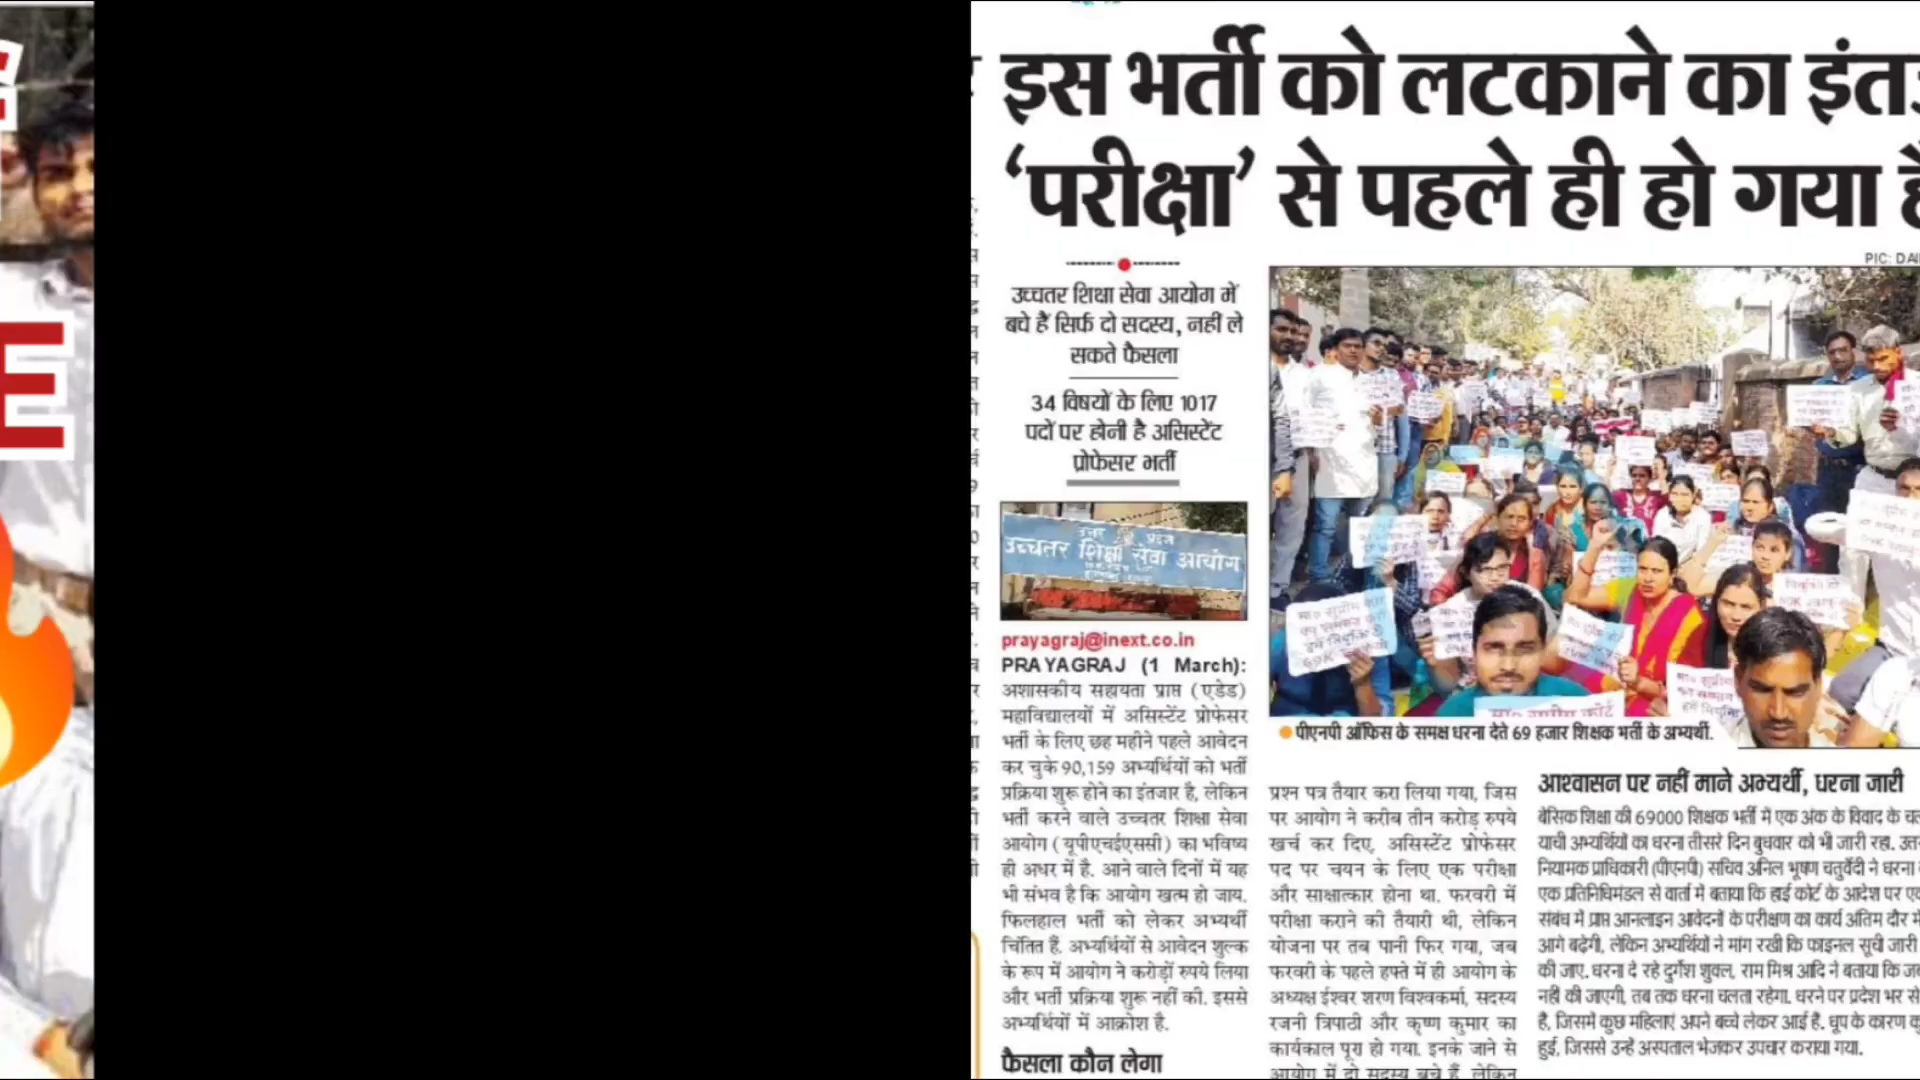 E
इस भर्ती को लटकाने का
‘परीक्षा’ से पहले ही हो गया
PIC:
उच्चतर शिक्षा सेवा आयोग में
बचे हैं सिर्फ दो सदस्य, नहीं ले
सकते फैसला
34 विषयों के लिए 1017
पदों पर होनी है असिस्टेंट
प्रोफेसर भर्ती
उत्तर प्रदेश
उच्चतर शिक्षा सेवा आयोग
prayagraj@inext.co.in
PRAYAGRAJ (1 March):
अशासकीय सहायता प्राप्त (एडेड)
महाविद्यालयों में असिस्टेंट प्रोफेसर
भर्ती के लिए छह महीने पहले आवेदन
कर चुके 90,159 अभ्यर्थियों को भर्ती
प्रक्रिया शुरू होने का इंतजार है, लेकिन
भर्ती करने वाले उच्चतर शिक्षा सेवा
आयोग (यूपीएचईएससी) का भविष्य
ही अधर में है. आने वाले दिनों में यह
भी संभव है कि आयोग खत्म हो जाय.
फिलहाल भर्ती को लेकर अभ्यर्थी
चिंतित हैं. अभ्यर्थियों से आवेदन शुल्क
के रूप में आयोग ने करोड़ों रुपये लिया
और भर्ती प्रक्रिया शुरू नहीं की. इससे
अभ्यर्थियों में आक्रोश है.
फैसला कौन लेगा
पीएनपी ऑफिस के समक्ष धरना देते 69 हजार शिक्षक भर्ती के अभ्यर्थी.
प्रश्न पत्र तैयार करा लिया गया, जिस
पर आयोग ने करीब तीन करोड़ रुपये
खर्च कर दिए. असिस्टेंट प्रोफेसर
पद पर चयन के लिए एक परीक्षा
और साक्षात्कार होना था. फरवरी में
परीक्षा कराने की तैयारी थी, लेकिन
योजना पर तब पानी फिर गया, जब
फरवरी के पहले हफ्ते में ही आयोग के
अध्यक्ष ईश्वर शरण विश्वकर्मा, सदस्य
रजनी त्रिपाठी और कृष्ण कुमार का
कार्यकाल पूरा हो गया. इनके जाने से
आयोग में दो सदस्य बचे हैं, लेकिन
आश्वासन पर नहीं माने अभ्यर्थी, धरना जारी
बेसिक शिक्षा की 69000 शिक्षक भर्ती में एक अंक के विवाद के
याची अभ्यर्थियों का धरना तीसरे दिन बुधवार को भी जारी रहा.
नियामक प्राधिकारी (पीएनपी) सचिव अनिल भूषण चतुर्वेदी ने धरना
एक प्रतिनिधिमंडल से वार्ता में बताया कि हाई कोर्ट के आदेश पर
संबंध में प्राप्त आनलाइन आवेदनों के परीक्षण का कार्य अंतिम दौर
आगे बढ़ेगी, लेकिन अभ्यर्थियों ने मांग रखी कि फाइनल सूची जारी
की जाए. धरना दे रहे दुर्गेश शुक्ल, राम मिश्र आदि ने बताया कि
नहीं की जाएगी, तब तक धरना चलता रहेगा. धरने पर प्रदेश भर
है, जिसमें कुछ महिलाएं अपने बच्चे लेकर आई हैं. धूप के कारण
हुई, जिससे उन्हें अस्पताल भेजकर उपचार कराया गया.